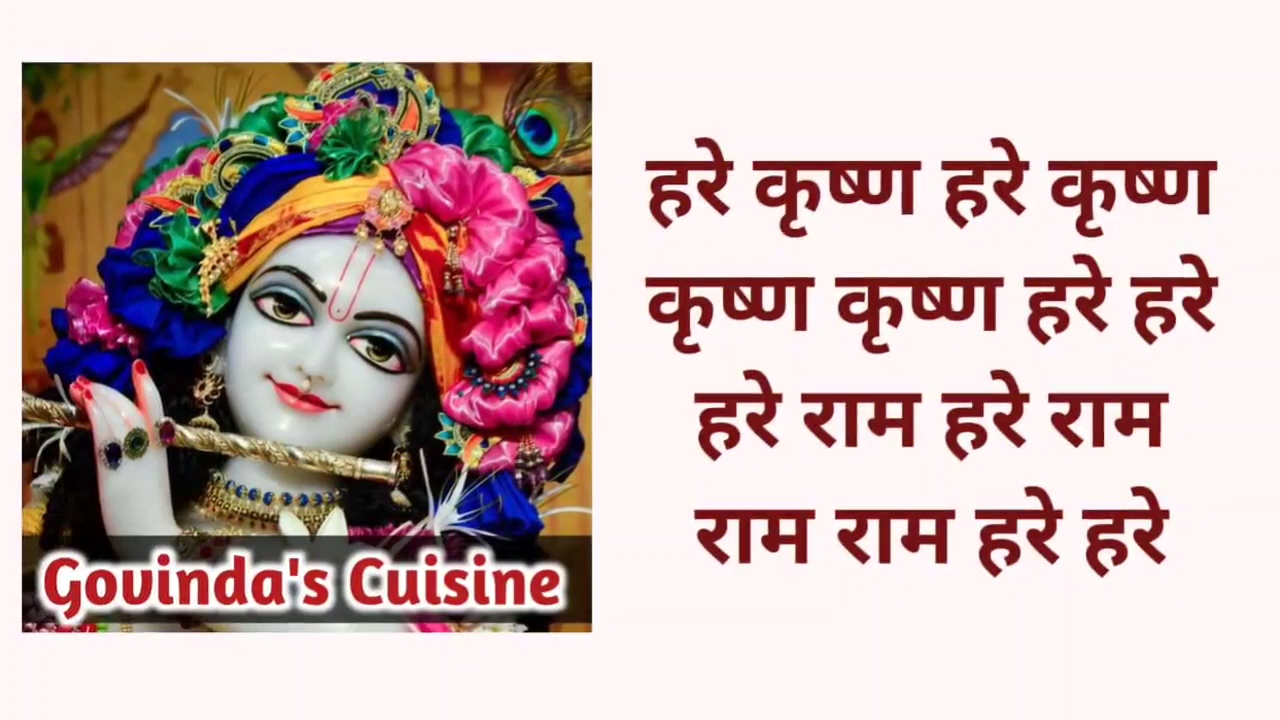 Govinda's Cuisine
हरे कृष्ण हरे कृष्ण
कृष्ण कृष्ण हरे हरे
हरे राम हरे राम
राम राम हरे हरे